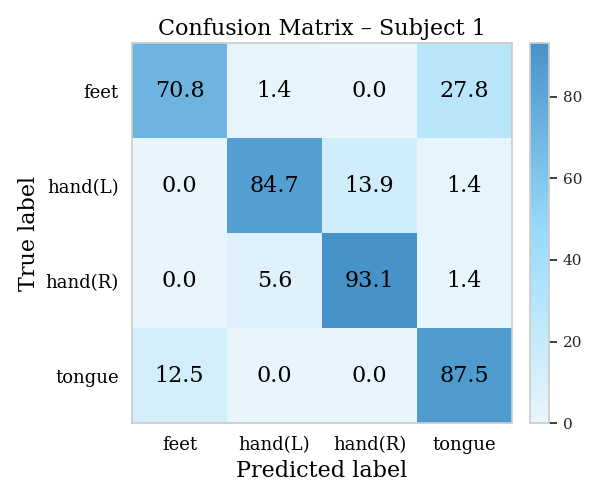 Confusion Matrix – Subject 1
feet 70.8 1.4 0.0 27.8
hand(L) 0.0 84.7 13.9 1.4
hand(R) 0.0 5.6 93.1 1.4
tongue 12.5 0.0 0.0 87.5
feet hand(L) hand(R) tongue
Predicted label
True label
80
60
40
20
0